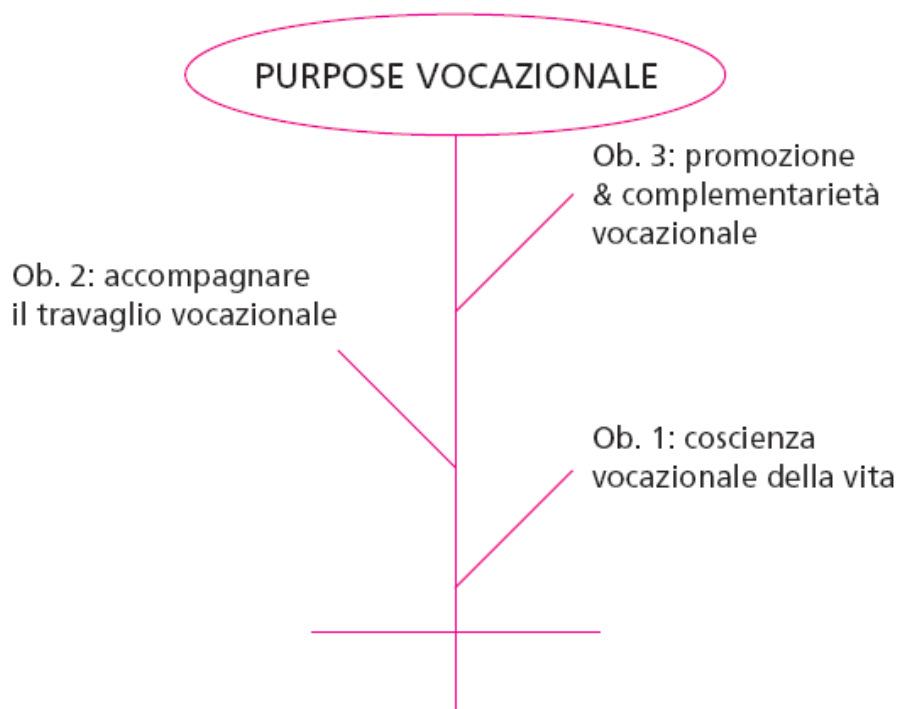 PURPOSE VOCAZIONALE
Ob. 3: promozione
& complementarietà
vocazionale
Ob. 2: accompagnare
il travaglio vocazionale
Ob. 1: coscienza
vocazionale della vita